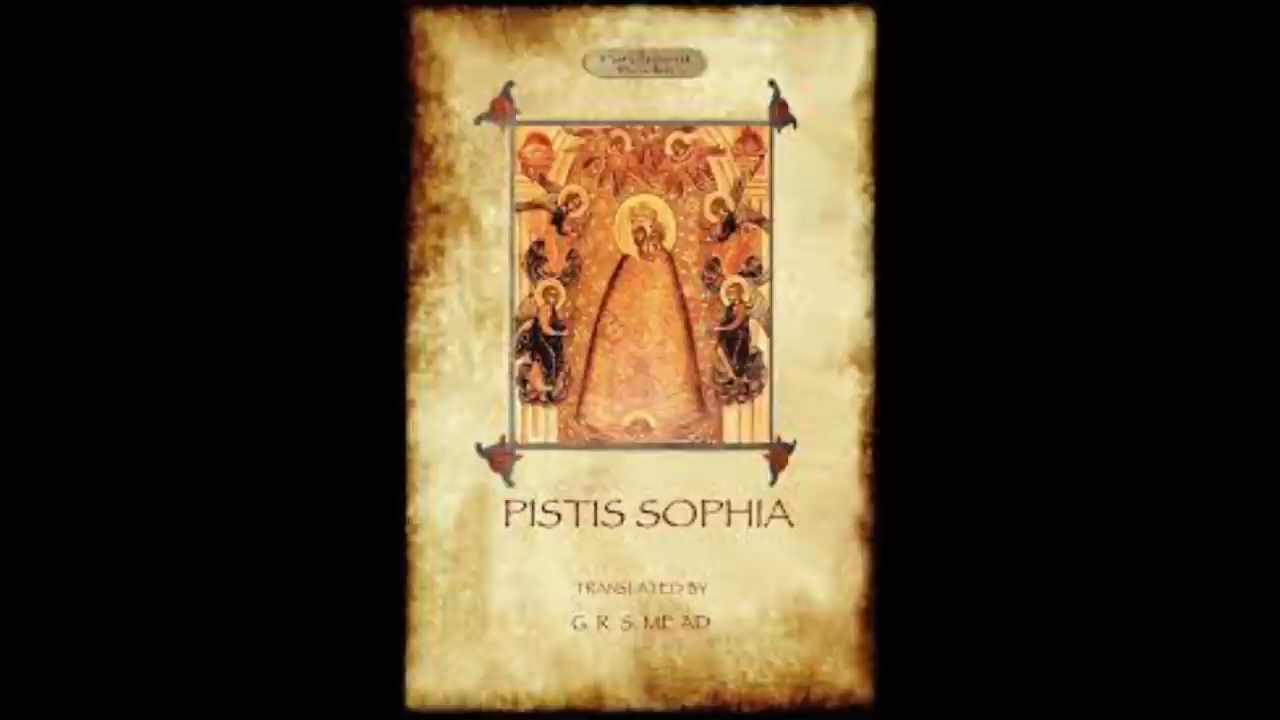 PISTIS SOPHIA
TRANSLATED BY
G. R. S. MEAD